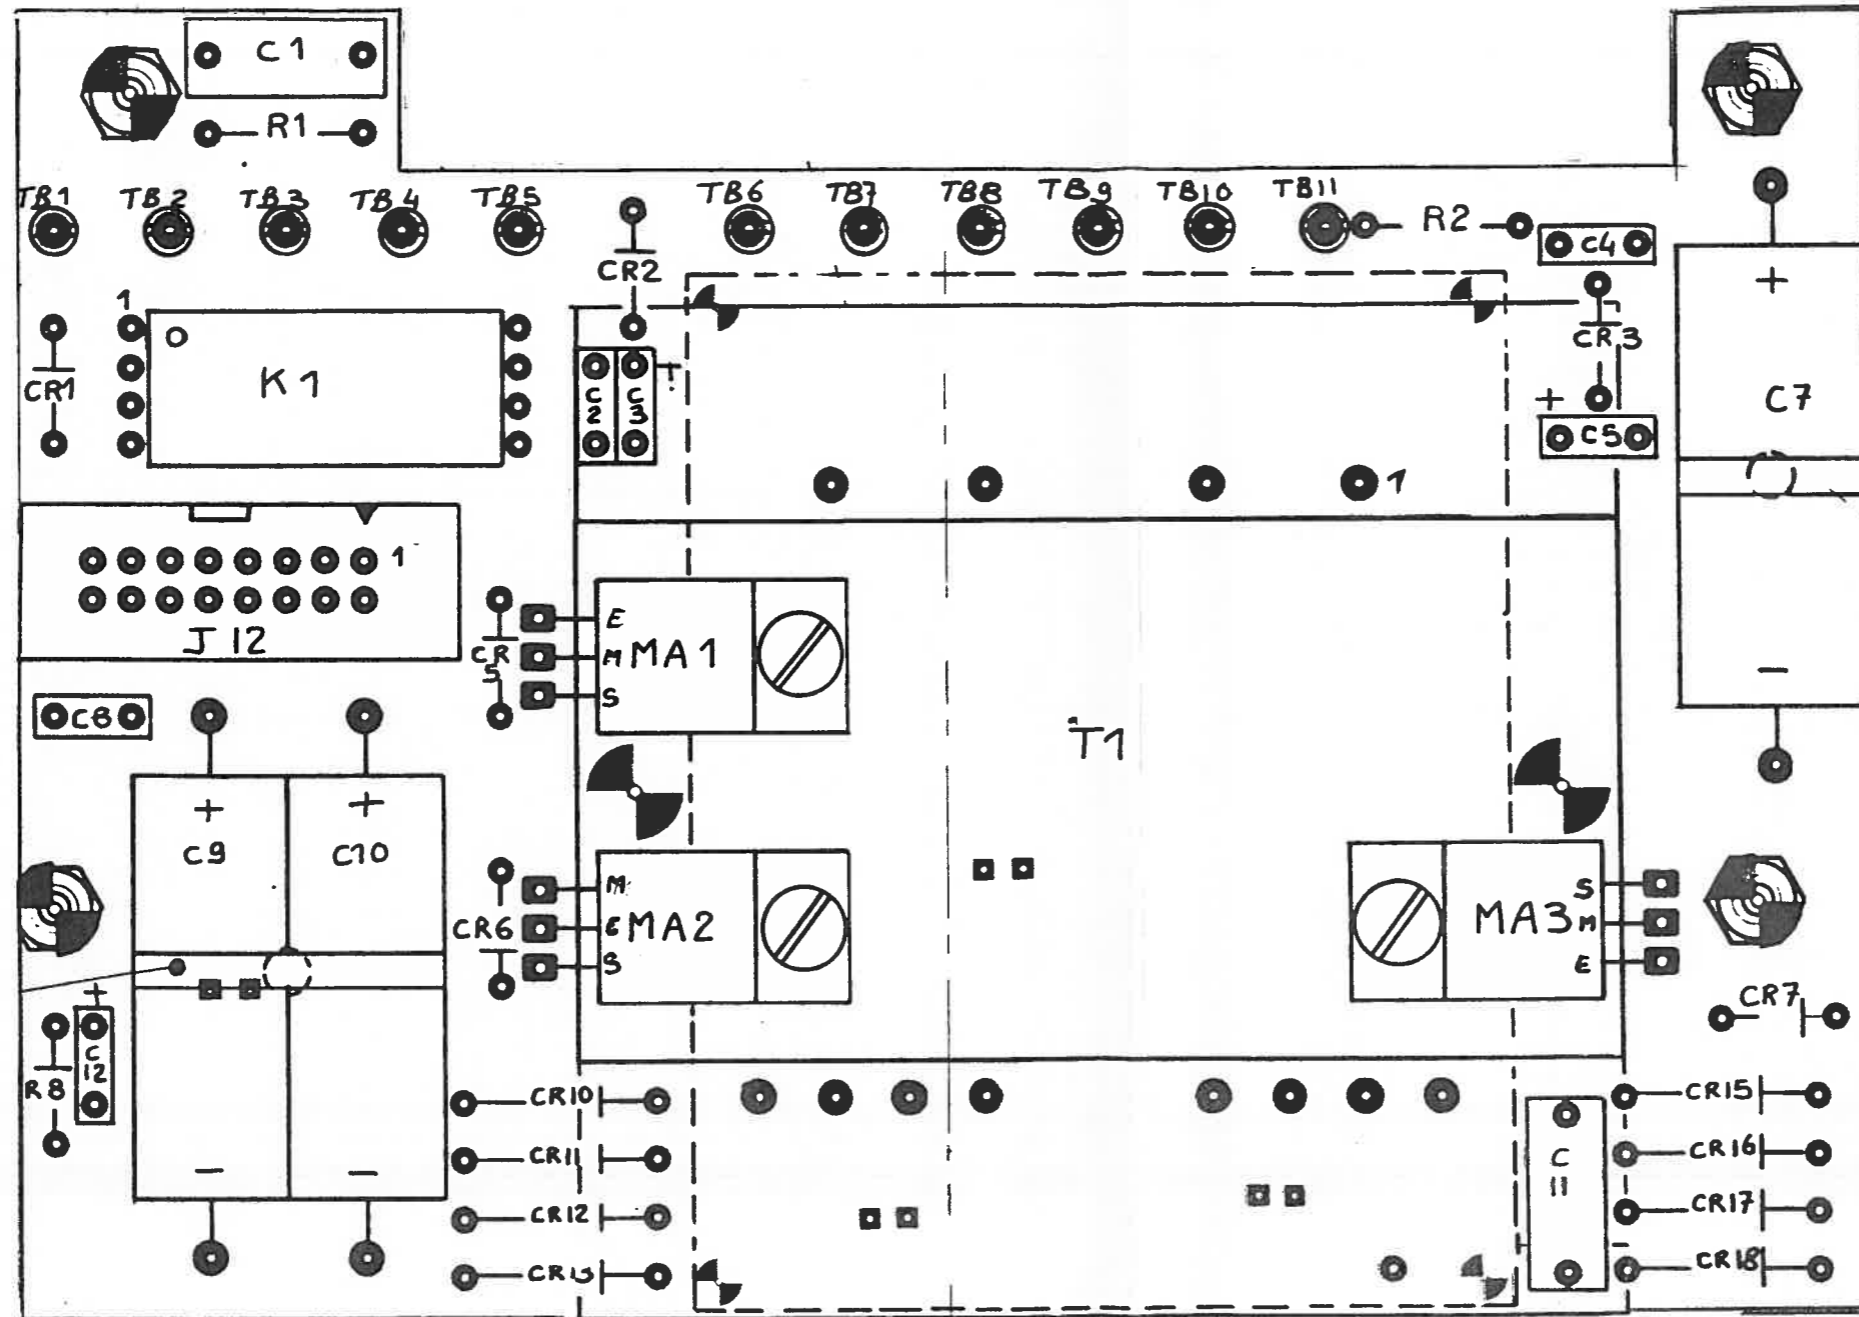 C1
R1
TB1 TB2 TB3 TB4 TB5 TB6 TB7 TB8 TB9 TB10 TB11
R2
C4
CR2
+
1
O
K1
CR1
CR3
C7
C2
C3
+
+
C5
1
1
J12
CR5
E
M MA1
S
C8
T1
–
+
+
C9
C10
M
CR6
E MA2
S
S
MA3 M
E
CR7
+
C12
R8
CR10
CR11
CR12
CR13
CR15
CR16
CR17
CR18
C11
–
–